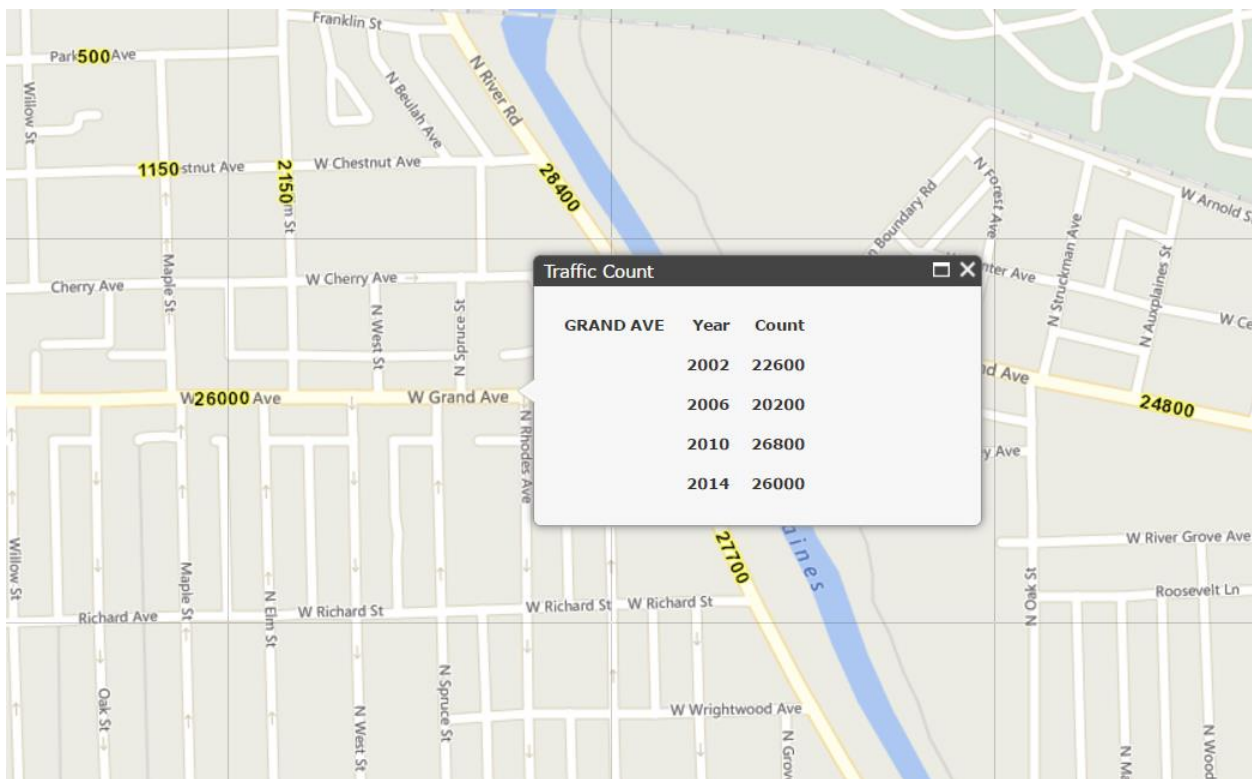 Franklin St
Park 500 Ave
N River Rd
Willow St
N Beulah Ave
1150 stnut Ave
2150 m St
W Chestnut Ave
28400
N Forest Ave
W Arnold S
n Boundary Rd
Maple St
Cherry Ave
W Cherry Ave
N West St
N Spruce St
nter Ave
N Struckman Ave
N Auxplaines St
W Ce
Traffic Count
GRAND AVE Year Count
2002 22600
2006 20200
2010 26800
2014 26000
W 26000 Ave
W Grand Ave
nd Ave
24800
N Rhodes Ave
y Ave
27700
aines
W River Grove Ave
Willow St
Maple St
N Elm St
N Oak St
Roosevelt Ln
Richard Ave
W Richard St
W Richard St
W Richard St
Oak St
N West St
N Spruce St
W Wrightwood Ave
N Grov
N M
N Wood